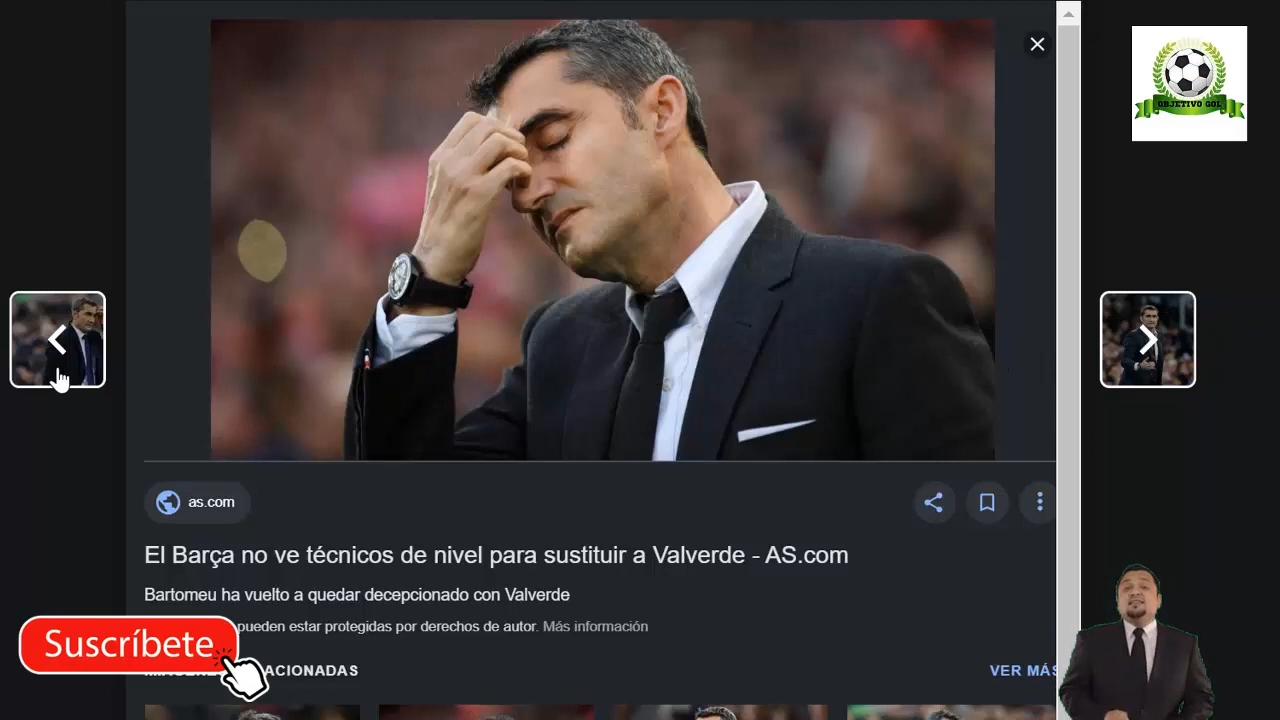 OBJETIVO GOL
as.com
El Barça no ve técnicos de nivel para sustituir a Valverde - AS.com
Bartomeu ha vuelto a quedar decepcionado con Valverde
pueden estar protegidas por derechos de autor. Más información
Suscríbete
VER MÁS